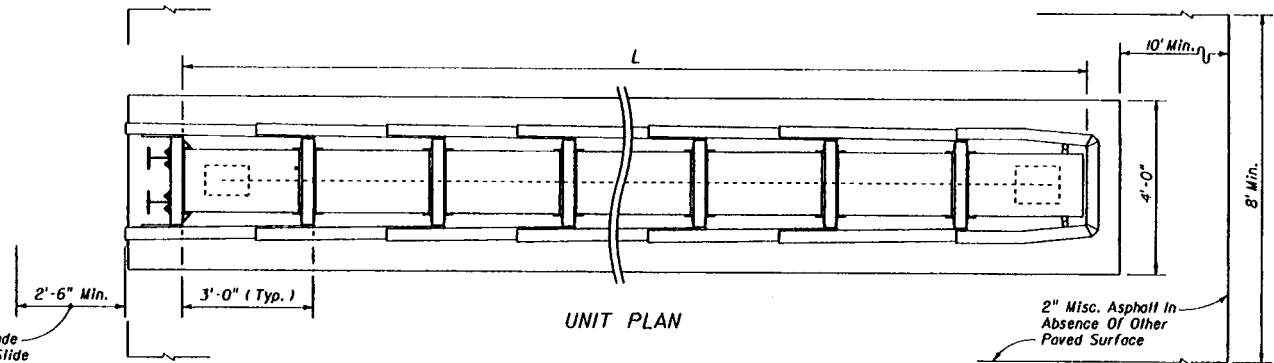 10' Min.
L
4'-0"
8' Min.
2'-6" Min.
3'-0" (Typ.)
UNIT PLAN
2" Misc. Asphalt In
Absence Of Other
Paved Surface
Slide